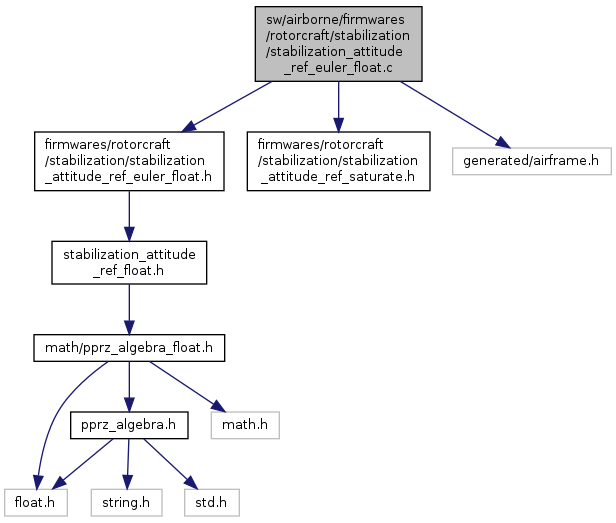 sw/airborne/firmwares
/rotorcraft/stabilization
/stabilization_attitude
_ref_euler_float.c
firmwares/rotorcraft
/stabilization/stabilization
_attitude_ref_euler_float.h
firmwares/rotorcraft
/stabilization/stabilization
_attitude_ref_saturate.h
generated/airframe.h
stabilization_attitude
_ref_float.h
math/pprz_algebra_float.h
pprz_algebra.h
math.h
float.h
string.h
std.h